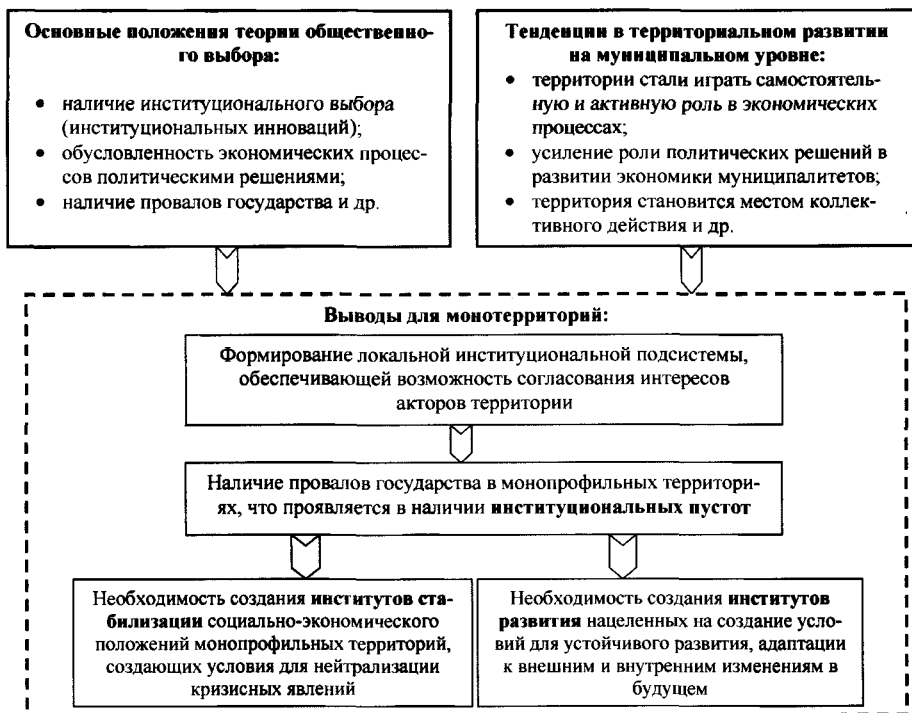 Основные положения теории общественно-
го выбора:
• наличие институционального выбора
(институциональных инноваций);
• обусловленность экономических процес-
сов политическими решениями;
• наличие провалов государства и др.
Тенденции в территориальном развитии
на муниципальном уровне:
• территории стали играть самостоятель-
ную и активную роль в экономических
процессах;
• усиление роли политических решений в
развитии экономики муниципалитетов;
• территория становится местом коллек-
тивного действия и др.
Выводы для монотерриторий:
Формирование локальной институциональной подсистемы,
обеспечивающей возможность согласования интересов
акторов территории
Наличие провалов государства в монопрофильных территори-
ях, что проявляется в наличии институциональных пустот
Необходимость создания институтов ста-
билизации социально-экономического
положений монопрофильных территорий,
создающих условия для нейтрализации
кризисных явлений
Необходимость создания институтов
развития нацеленных на создание усло-
вий для устойчивого развития, адаптации
к внешним и внутренним изменениям в
будущем